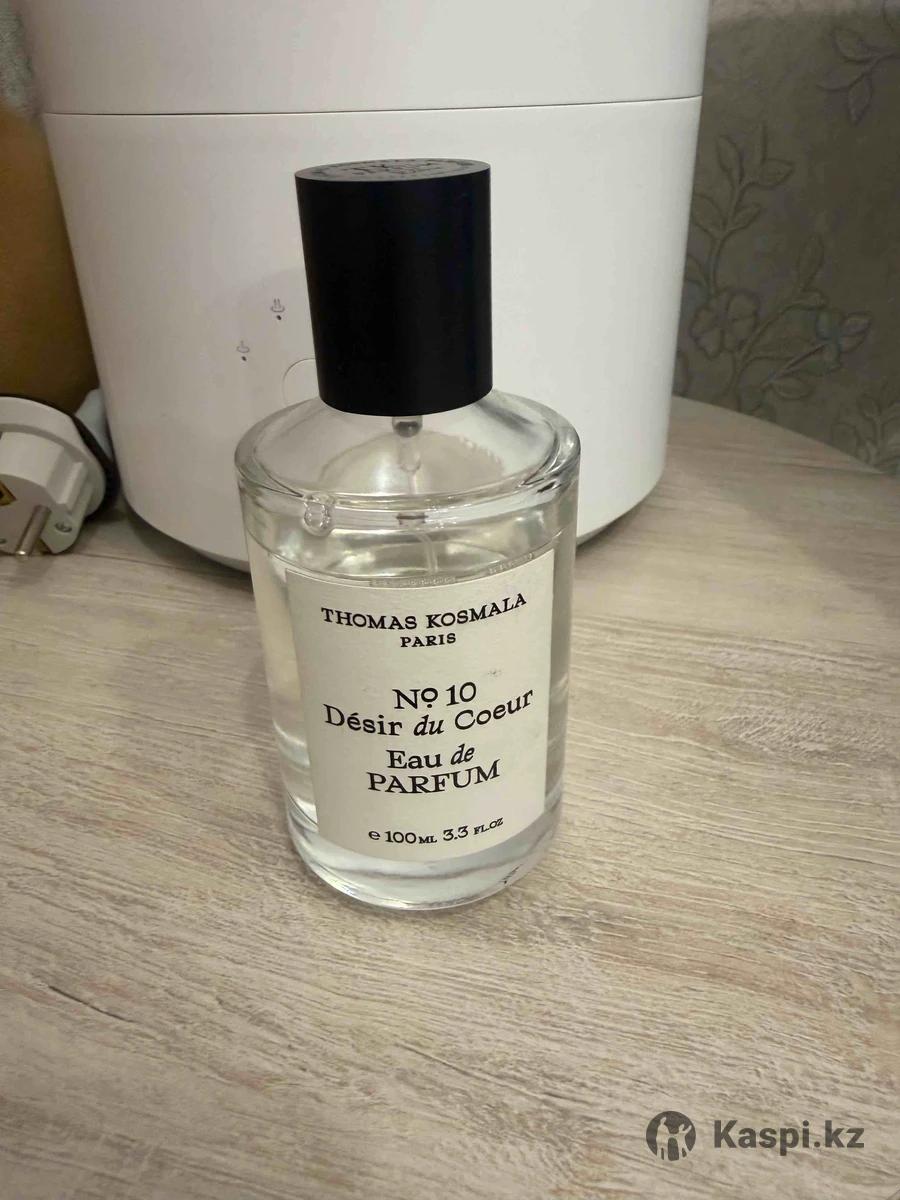 THOMAS KOSMALA
PARIS
Nº 10
Désir du Coeur
Eau de
PARFUM
e 100ML 3.3 FL.OZ
Kaspi.kz